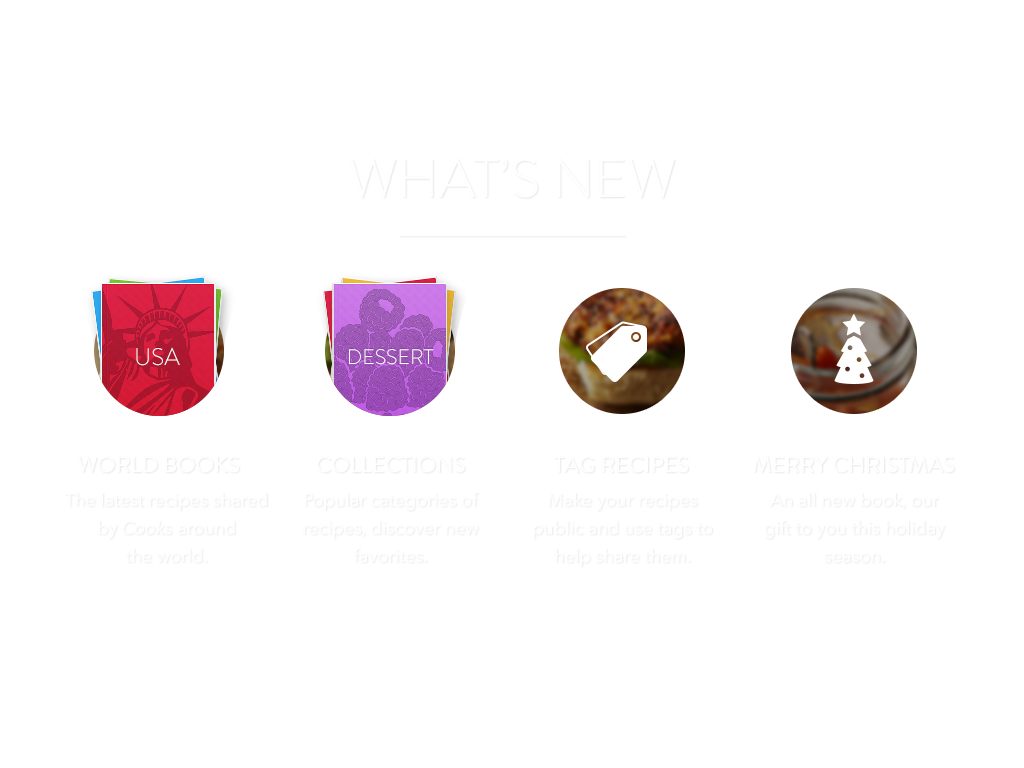 WHAT'S NEW
USA
DESSERT
WORLD BOOKS
The latest recipes shared
by Cooks around
the world.
COLLECTIONS
Popular categories of
recipes, discover new
favorites.
TAG RECIPES
Make your recipes
public and use tags to
help share them.
MERRY CHRISTMAS
An all new book, our
gift to you this holiday
season.